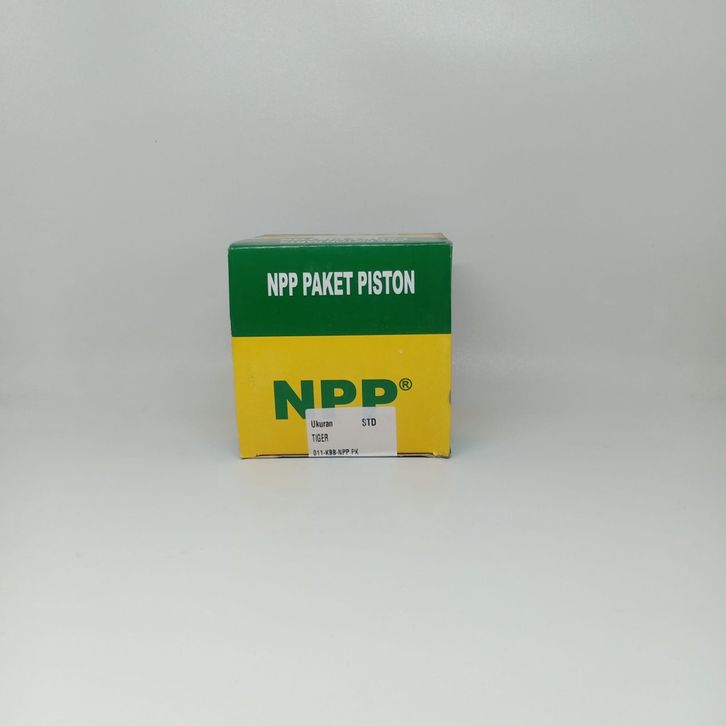 NPP PAKET PISTON
NPP®
Ukuran STD
TIGER
011-KBB-NPP PK